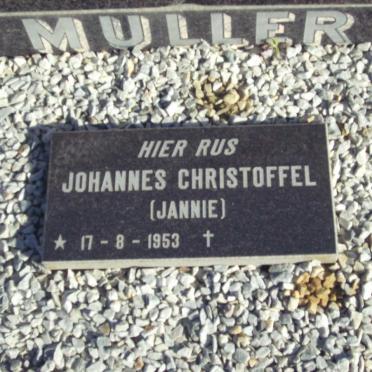 MULLER
HIER RUS
JOHANNES CHRISTOFFEL
(JANNIE)
★ 17 - 8 - 1953 ✝